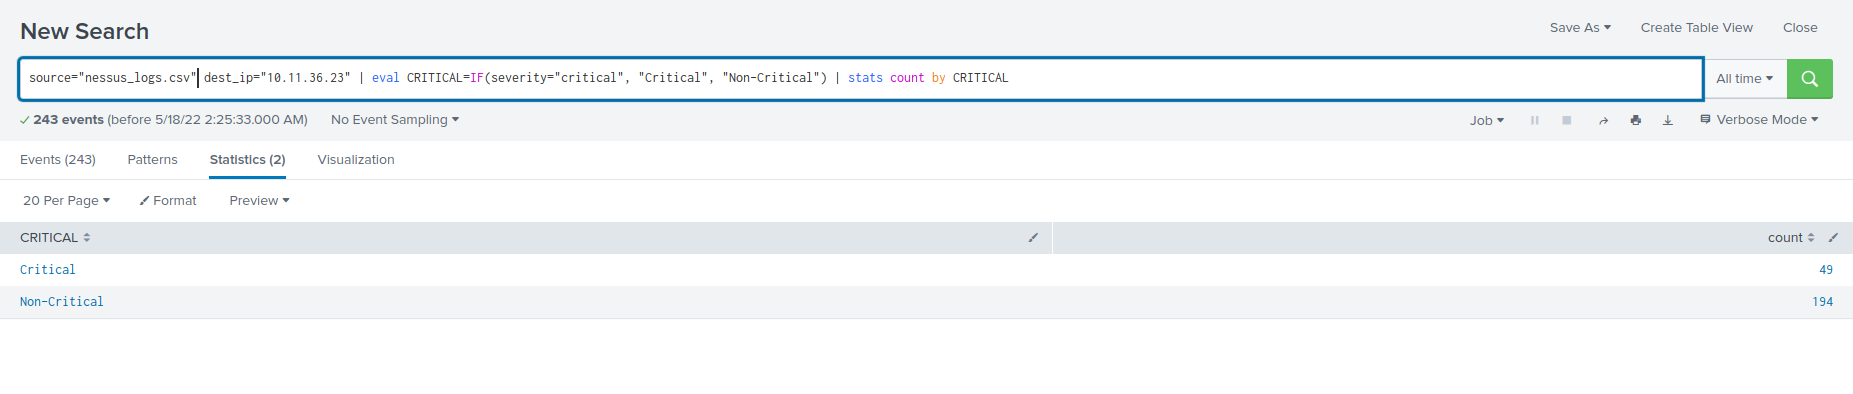 New Search
Save As Create Table View Close
source="nessus_logs.csv" dest_ip="10.11.36.23" | eval CRITICAL=IF(severity="critical", "Critical", "Non-Critical") | stats count by CRITICAL
All time
243 events (before 5/18/22 2:25:33.000 AM) No Event Sampling
Job Verbose Mode
Events (243) Patterns Statistics (2) Visualization
20 Per Page Format Preview
CRITICAL count
Critical 49
Non-Critical 194